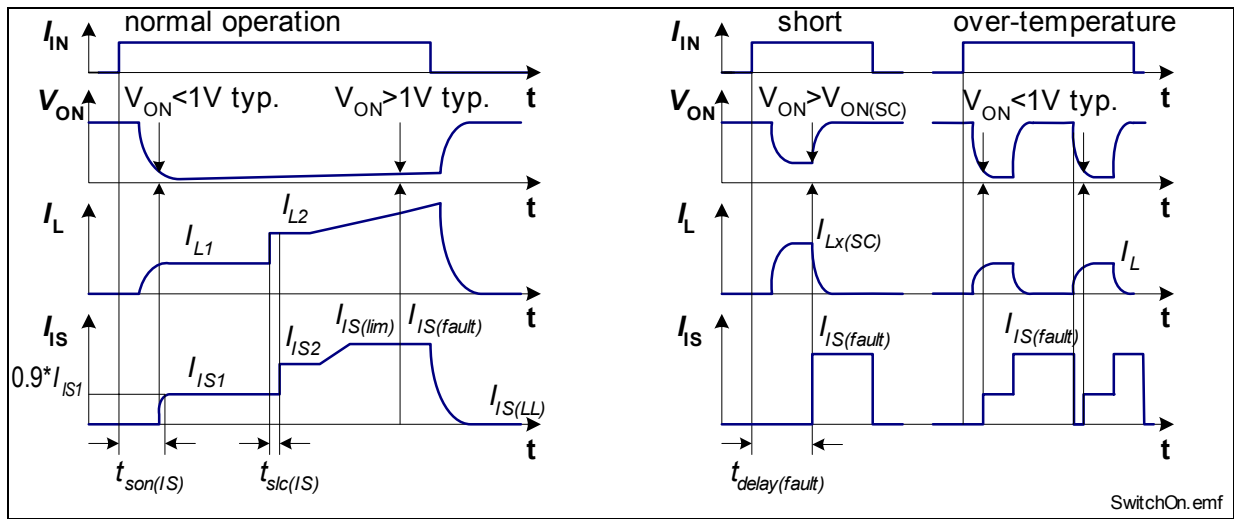 normal operation
short
over-temperature
I_IN
t
I_IN
t
V_ON
V_ON<1V typ.
V_ON>1V typ.
t
V_ON
V_ON>V_ON(SC)
V_ON<1V typ.
t
I_L
I_L1
I_L2
t
I_L
I_Lx(SC)
I_L
t
I_IS
0.9*I_IS1
I_IS1
I_IS2
I_IS(lim)
I_IS(fault)
I_IS(LL)
t
I_IS
I_IS(fault)
I_IS(fault)
t
t_son(IS)
t_slc(IS)
t_delay(fault)
SwitchOn.emf